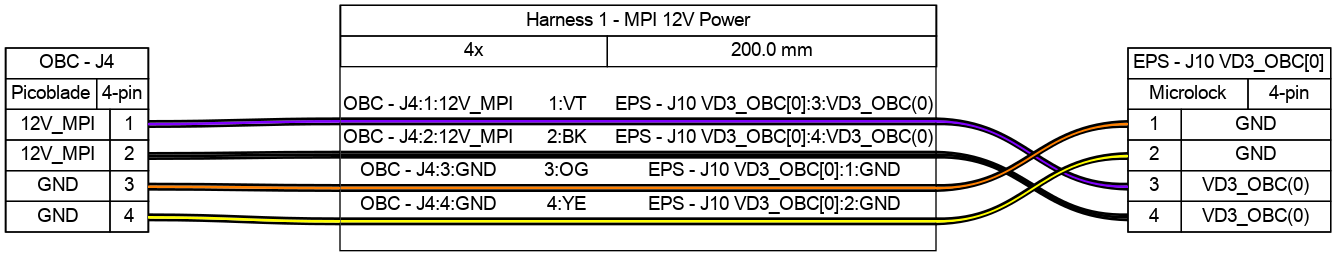 Harness 1 - MPI 12V Power
4x 200.0 mm
OBC - J4
Picoblade 4-pin
12V_MPI 1
12V_MPI 2
GND 3
GND 4
OBC - J4:1:12V_MPI 1:VT EPS - J10 VD3_OBC[0]:3:VD3_OBC(0)
OBC - J4:2:12V_MPI 2:BK EPS - J10 VD3_OBC[0]:4:VD3_OBC(0)
OBC - J4:3:GND 3:OG EPS - J10 VD3_OBC[0]:1:GND
OBC - J4:4:GND 4:YE EPS - J10 VD3_OBC[0]:2:GND
EPS - J10 VD3_OBC[0]
Microlock 4-pin
1 GND
2 GND
3 VD3_OBC(0)
4 VD3_OBC(0)